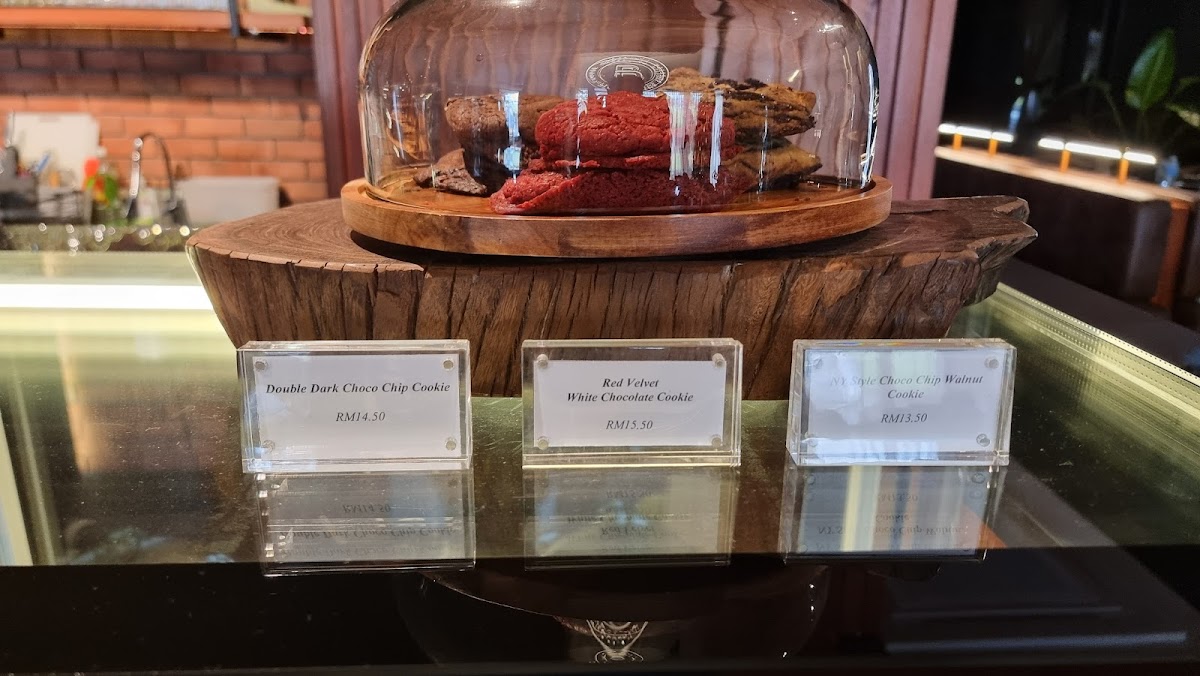 Double Dark Choco Chip Cookie
RM14.50
Red Velvet
White Chocolate Cookie
RM15.50
NY Style Choco Chip Walnut
Cookie
RM13.50